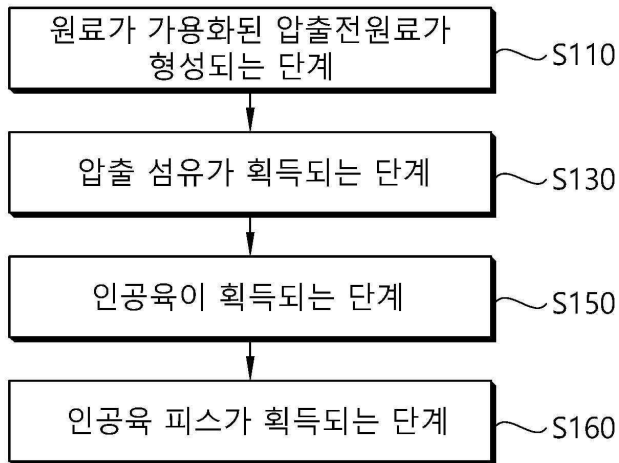 원료가 가용화된 압출전원료가
형성되는 단계
S110
압출 섬유가 획득되는 단계
S130
인공육이 획득되는 단계
S150
인공육 피스가 획득되는 단계
S160